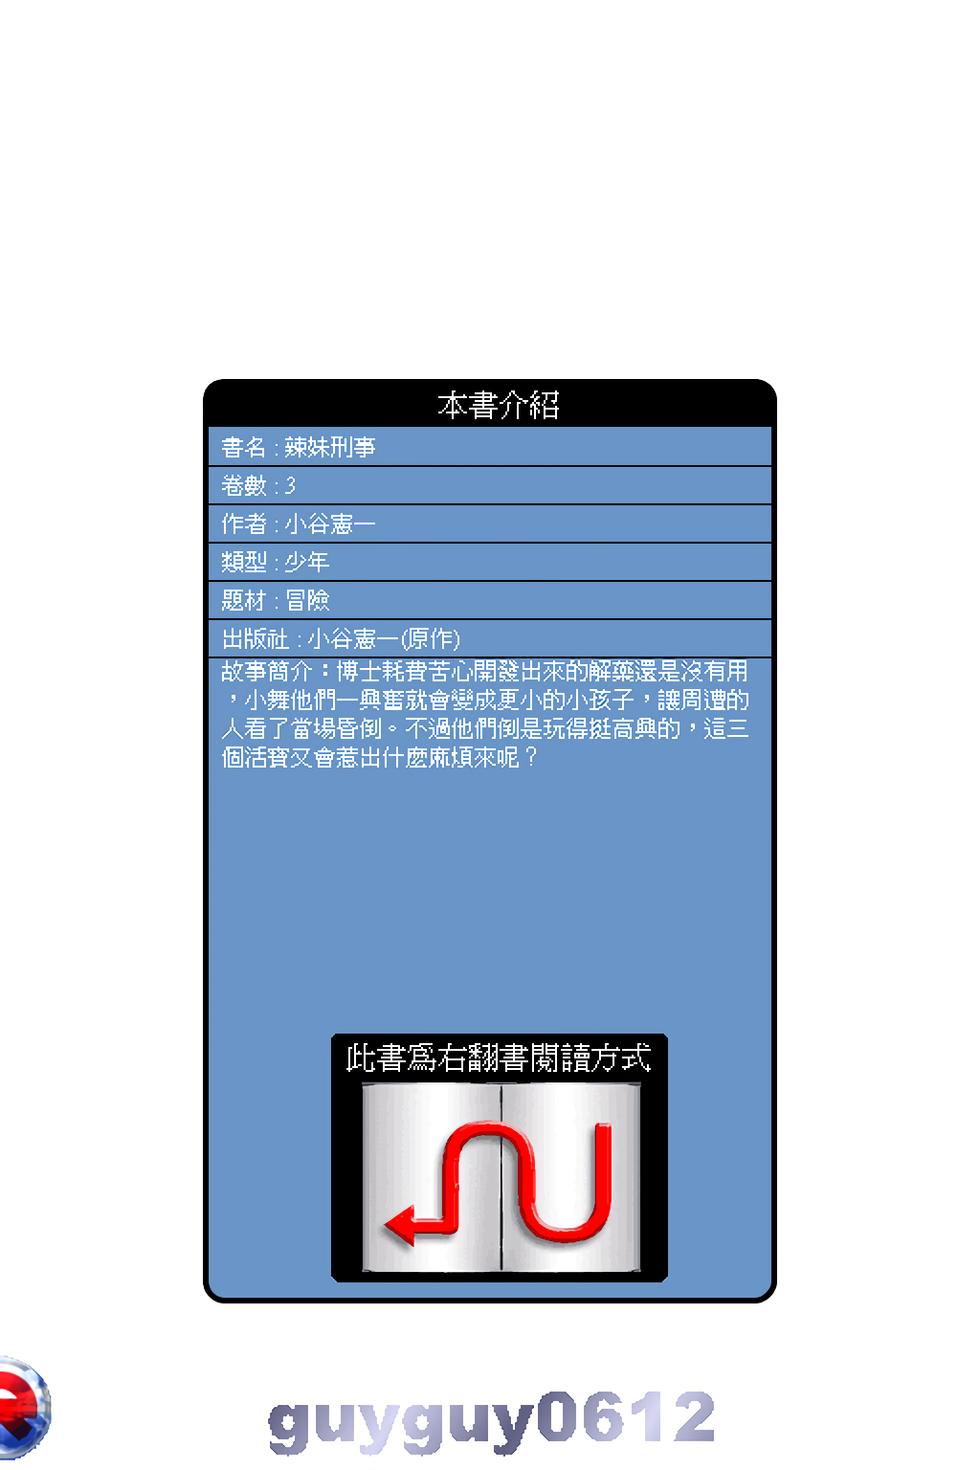 本書介紹
書名 : 辣妹刑事
卷數 : 3
作者 : 小谷憲一
類型 : 少年
題材 : 冒險
出版社 : 小谷憲一(原作)
故事簡介：博士耗費苦心開發出來的解藥還是沒有用
，小舞他們一興奮就會變成更小的小孩子，讓周遭的
人看了當場昏倒。不過他們倒是玩得挺高興的，這三
個活寶又會惹出什麼麻煩來呢？
此書為右翻書閱讀方式
guyguy0612